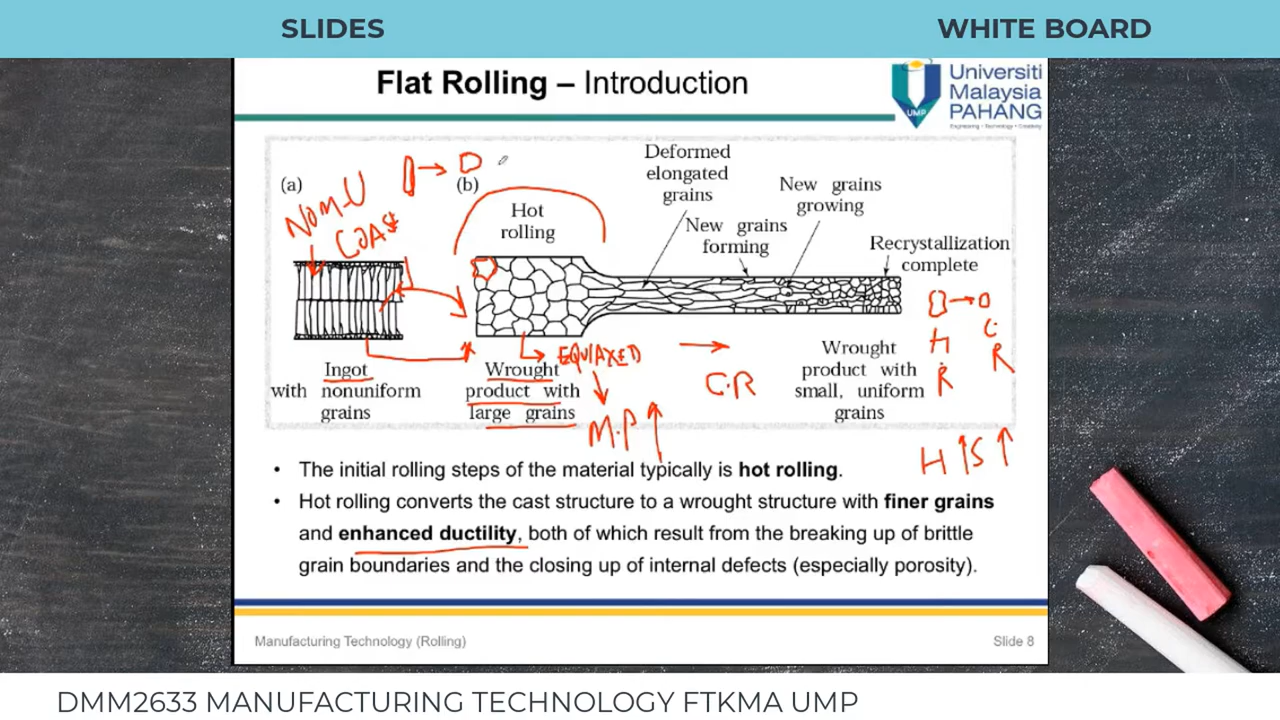 SLIDES
WHITE BOARD
Flat Rolling – Introduction
UMP
Universiti
Malaysia
PAHANG
Engineering • Technology • Creativity
(a)
(b)
NON-U
Hot
rolling
Deformed
elongated
grains
New grains
forming
New grains
growing
Recrystallization
complete
EQUIAXED
M.P
C.R
H
R
C
R
H S
Ingot
with nonuniform
grains
Wrought
product with
large grains
Wrought
product with
small, uniform
grains
• The initial rolling steps of the material typically is hot rolling.
• Hot rolling converts the cast structure to a wrought structure with finer grains
and enhanced ductility, both of which result from the breaking up of brittle
grain boundaries and the closing up of internal defects (especially porosity).
Manufacturing Technology (Rolling)
Slide 8
DMM2633 MANUFACTURING TECHNOLOGY FTKMA UMP